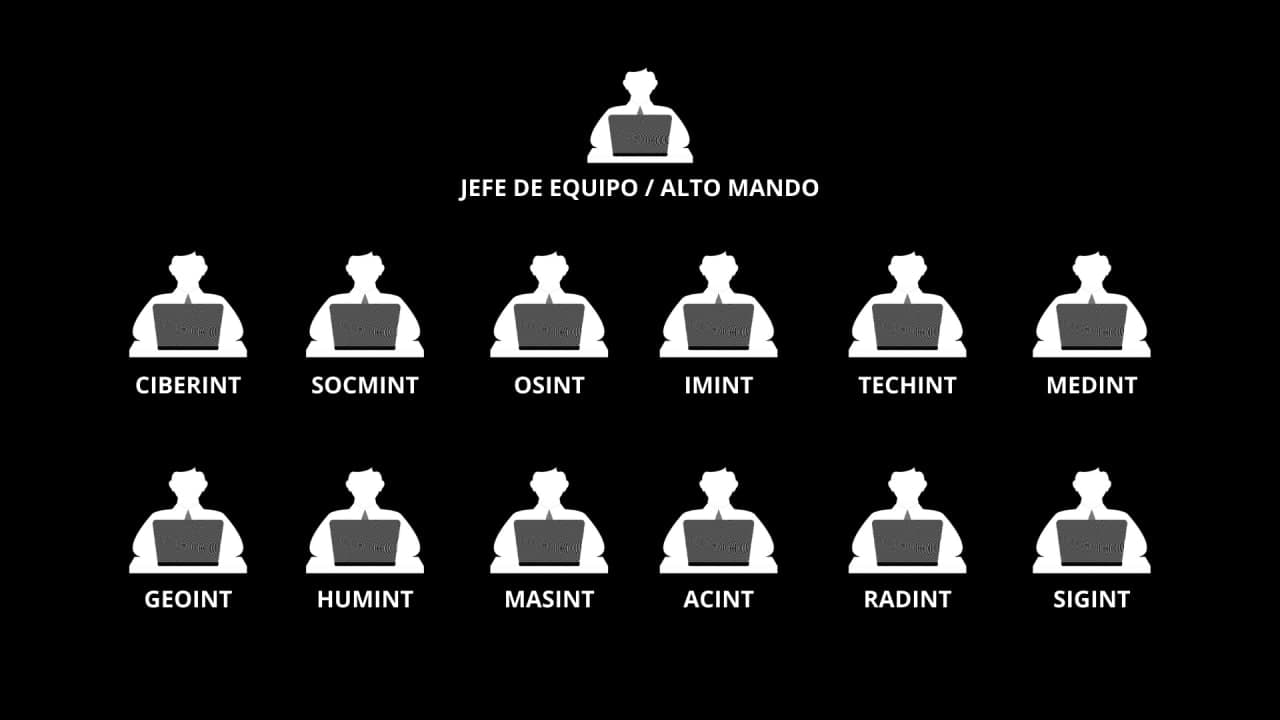 JEFE DE EQUIPO / ALTO MANDO
CIBERINT SOCMINT OSINT IMINT TECHINT MEDINT
GEOINT HUMINT MASINT ACINT RADINT SIGINT